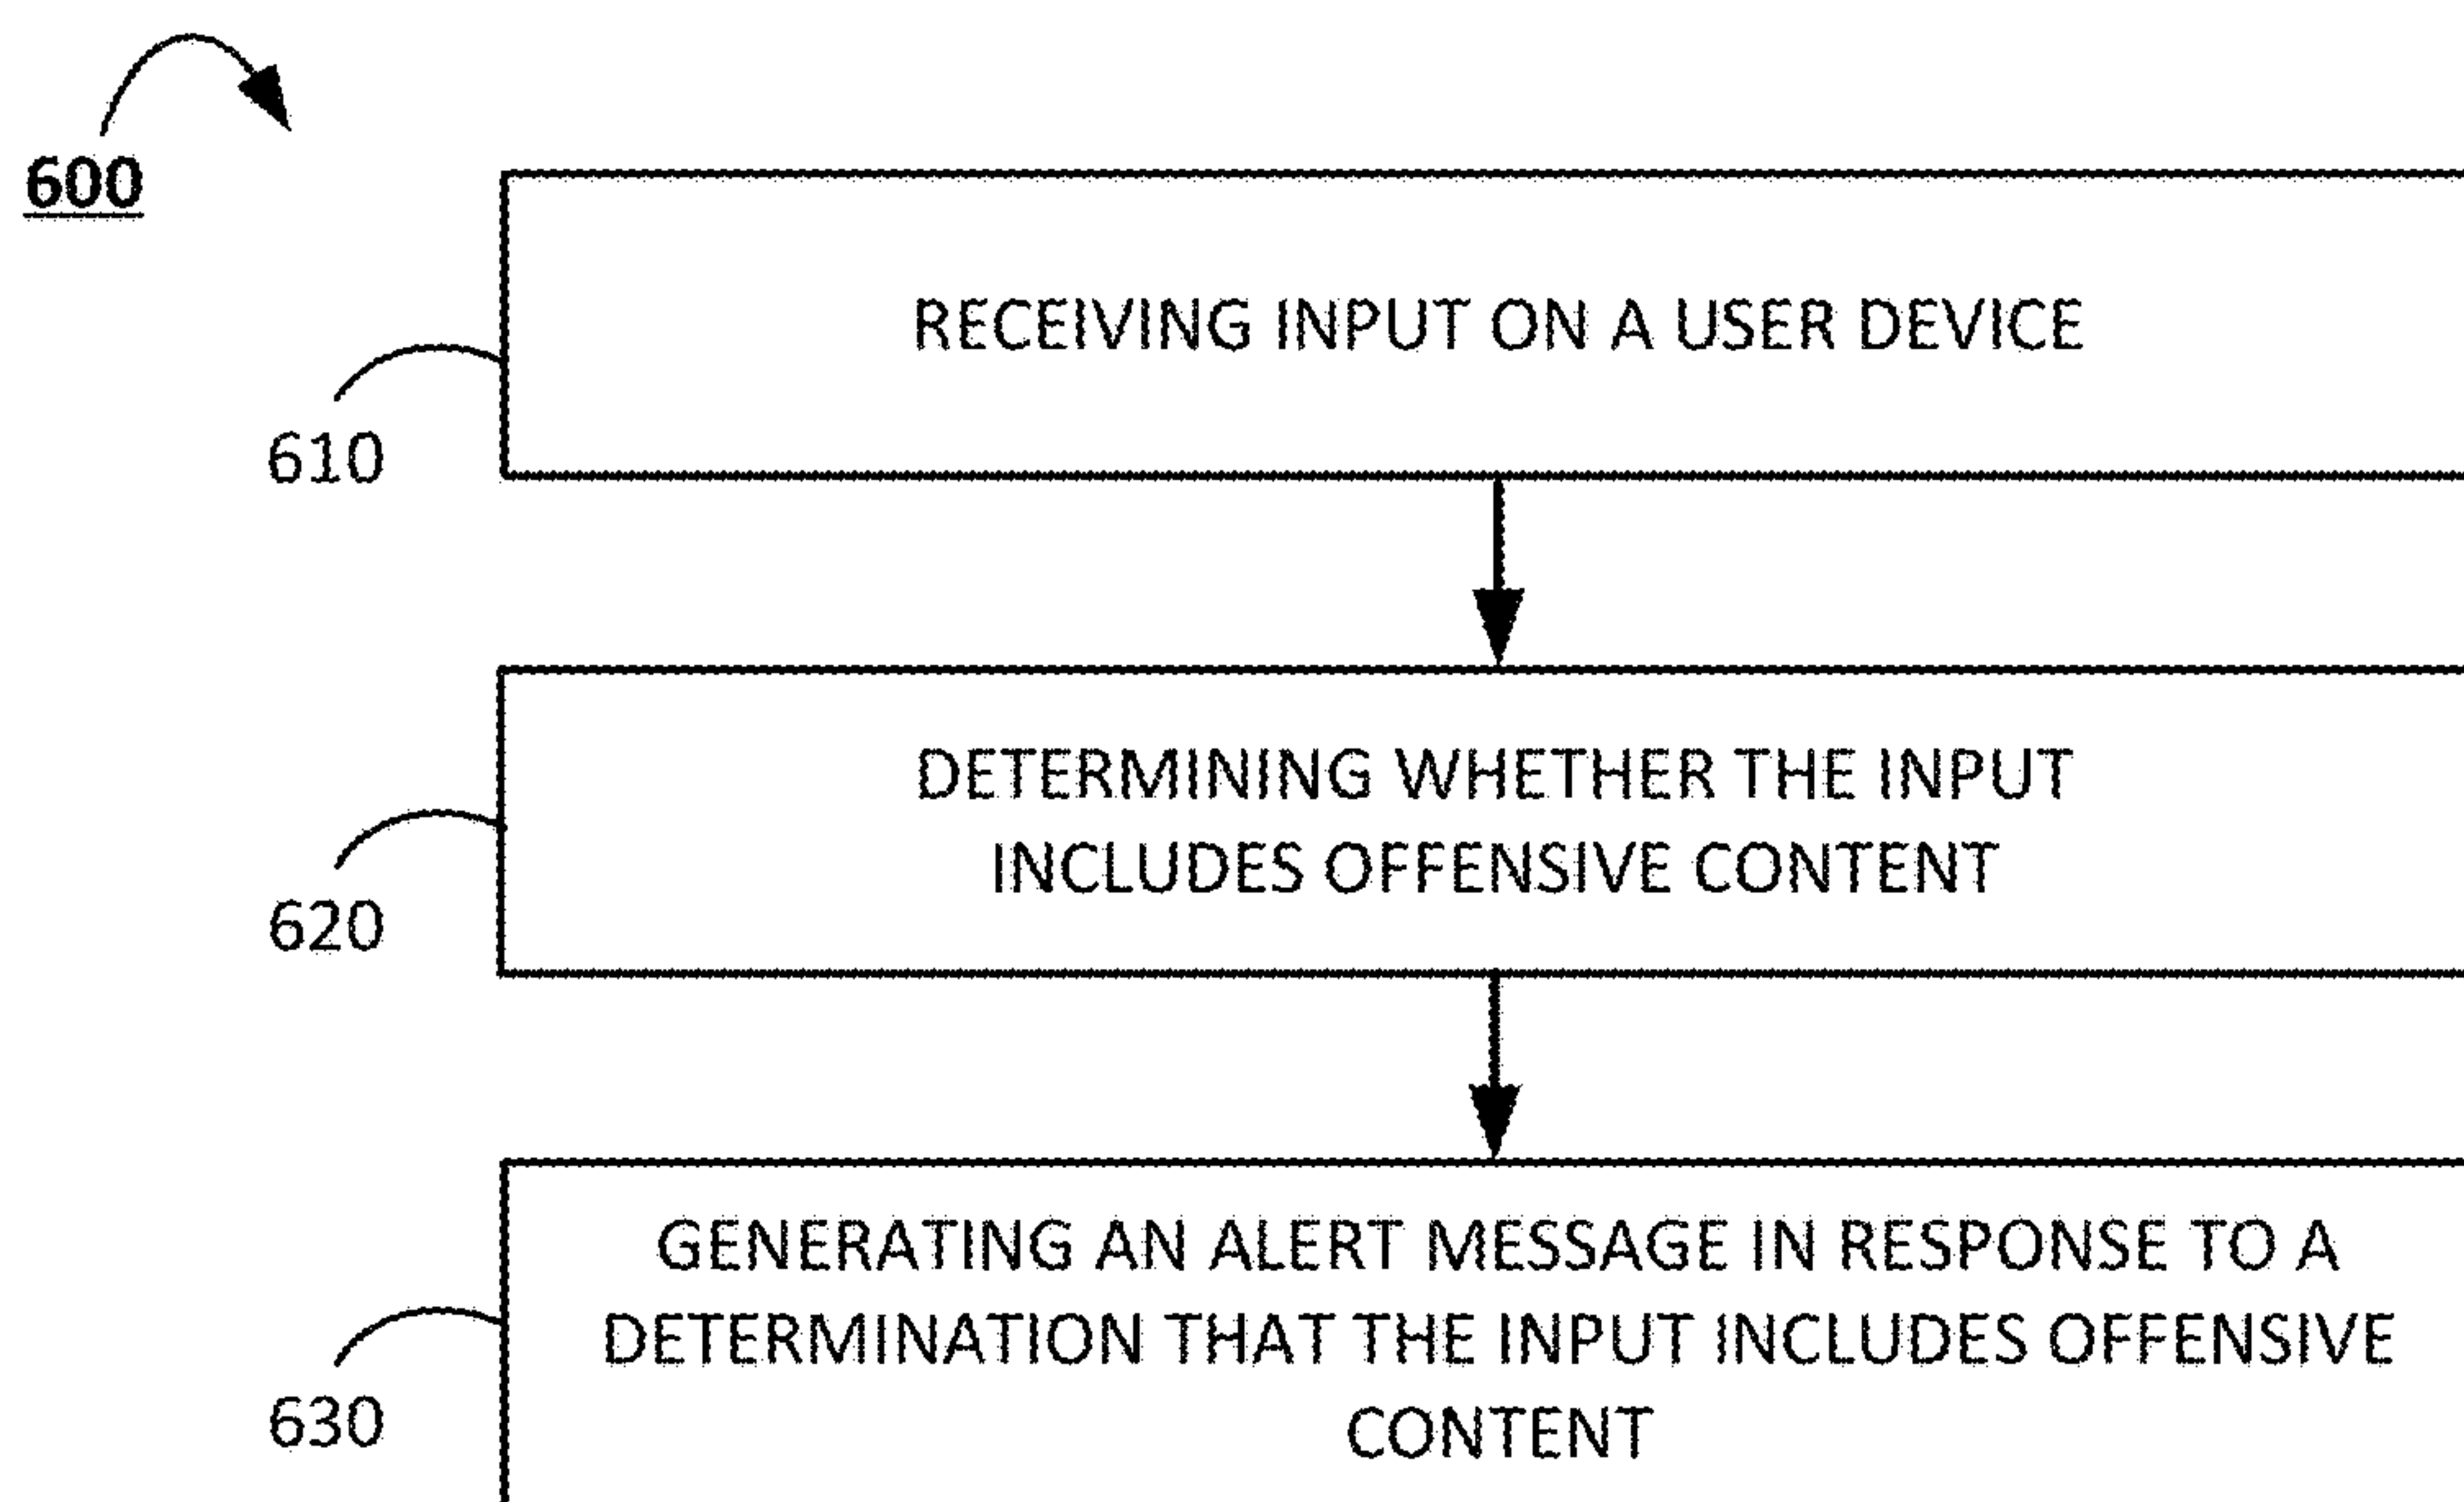 600
RECEIVING INPUT ON A USER DEVICE
610
DETERMINING WHETHER THE INPUT
INCLUDES OFFENSIVE CONTENT
620
GENERATING AN ALERT MESSAGE IN RESPONSE TO A
DETERMINATION THAT THE INPUT INCLUDES OFFENSIVE
CONTENT
630